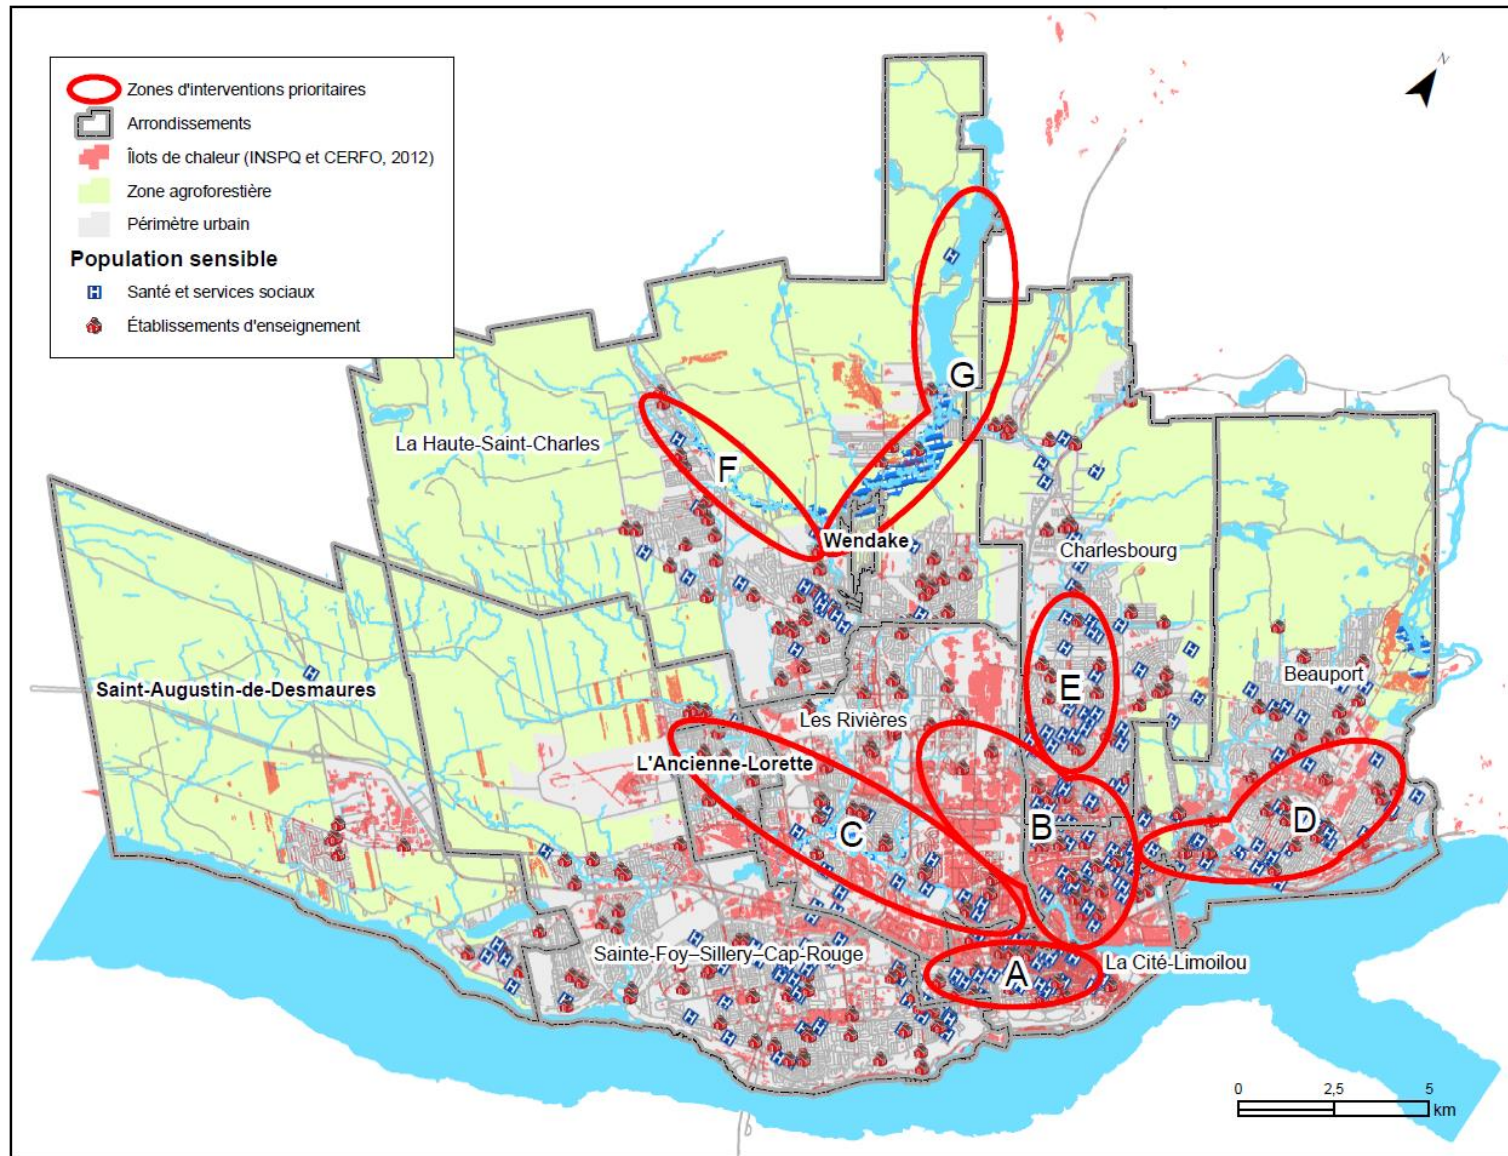 Zones d'interventions prioritaires
Arrondissements
Îlots de chaleur (INSPQ et CERFO, 2012)
Zone agroforestière
Périmètre urbain
Population sensible
H Santé et services sociaux
Établissements d'enseignement
N
G
La Haute-Saint-Charles
F
Wendake
Charlesbourg
Saint-Augustin-de-Desmaures
Beauport
E
Les Rivières
L'Ancienne-Lorette
C
B
D
Sainte-Foy–Sillery–Cap-Rouge
A
La Cité-Limoilou
0 2,5 5
km